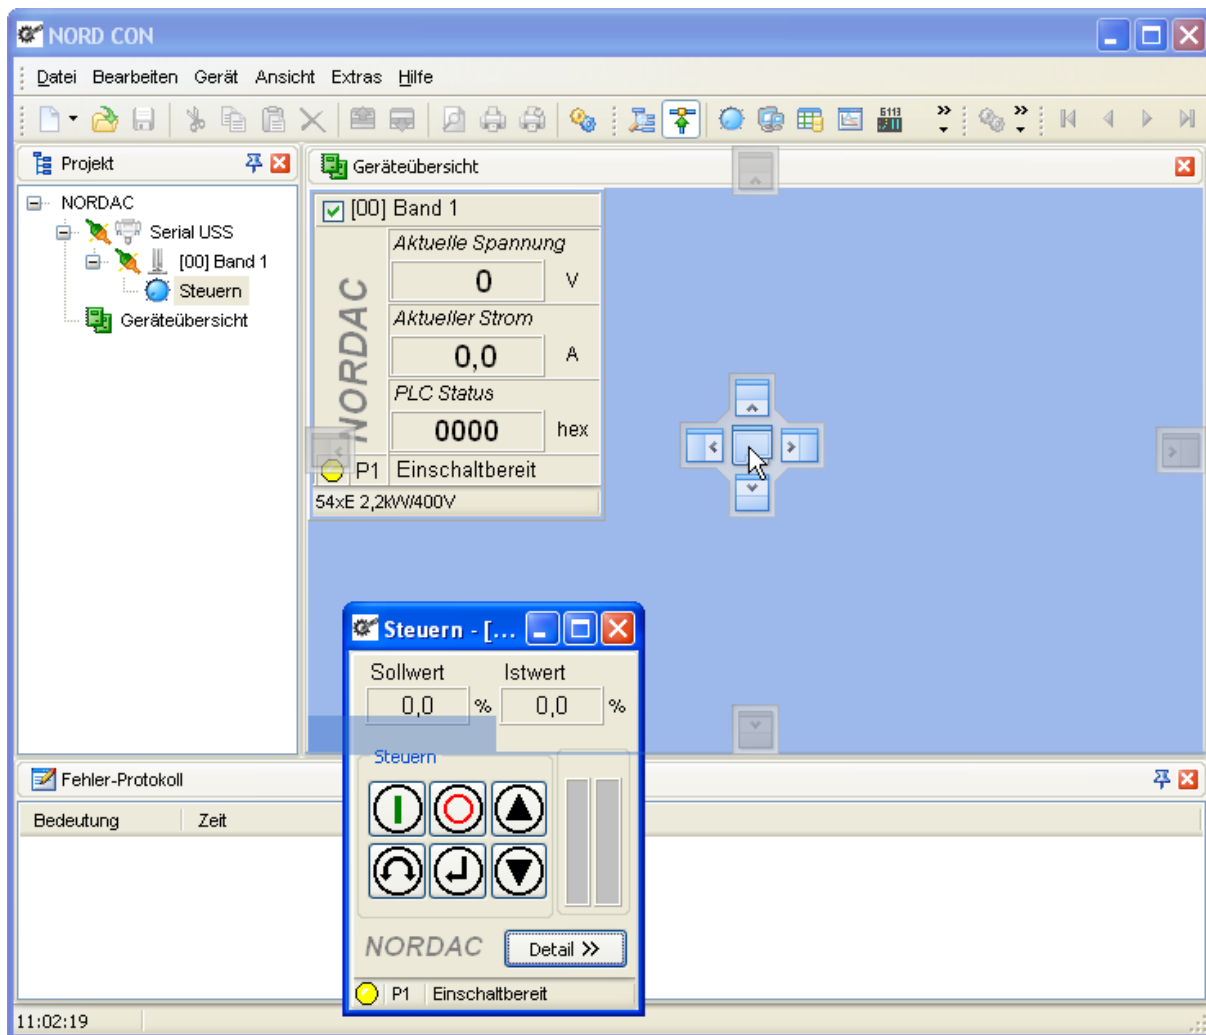 NORD CON
Datei Bearbeiten Gerät Ansicht Extras Hilfe
Projekt
NORDAC
Serial USS
[00] Band 1
Steuern
Geräteübersicht
Geräteübersicht
[00] Band 1
NORDAC
Aktuelle Spannung
0 V
Aktueller Strom
0,0 A
PLC Status
0000 hex
P1 Einschaltbereit
54xE 2,2kW/400V
Steuern - [...
Sollwert Istwert
0,0 % 0,0 %
Steuern
NORDAC Detail >>
P1 Einschaltbereit
Fehler-Protokoll
Bedeutung Zeit
11:02:19